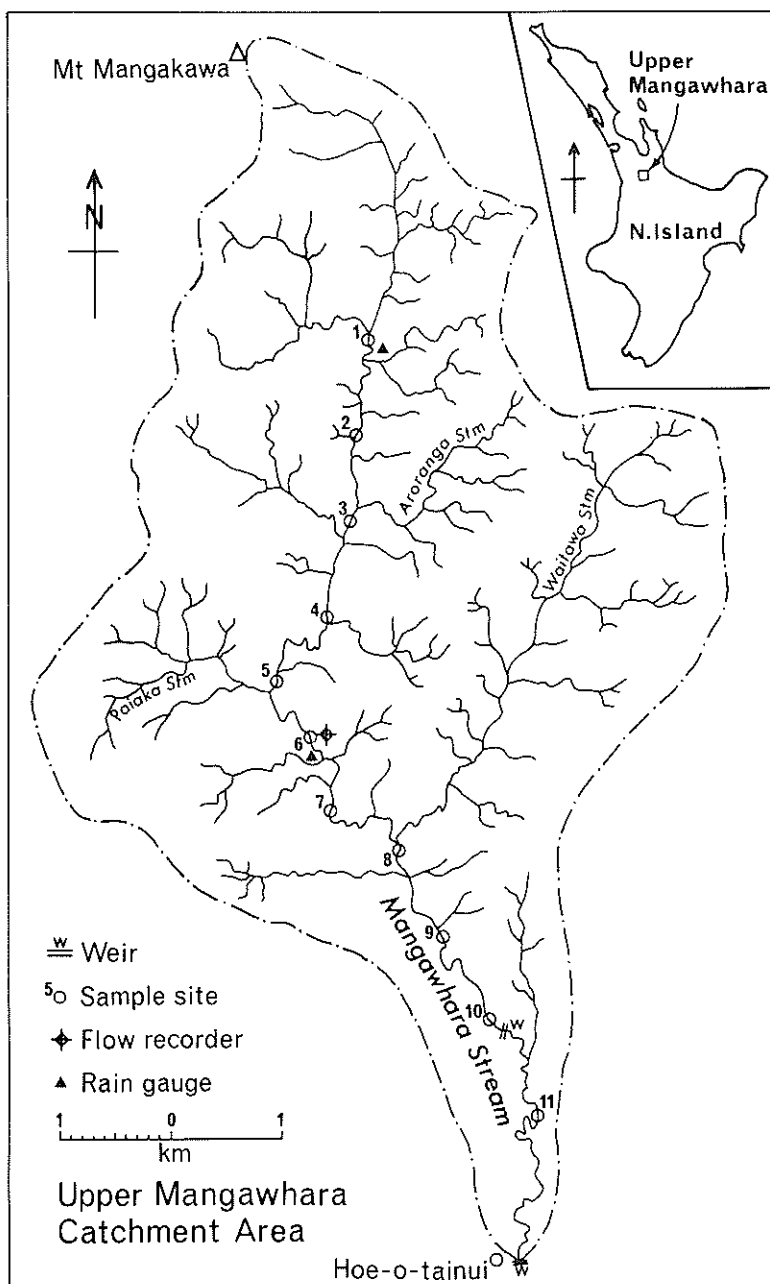 Mt Mangakawa
Upper
Mangawhara
N
N.Island
1
2
Aroranga Stm
Waitawa Stm
3
4
5
Paiaka Stm
6
7
8
Mangawhara Stream
9
10
W
11
W Weir
5 Sample site
Flow recorder
Rain gauge
1 0 1
km
Upper Mangawhara
Catchment Area
Hoe-o-tainui
W